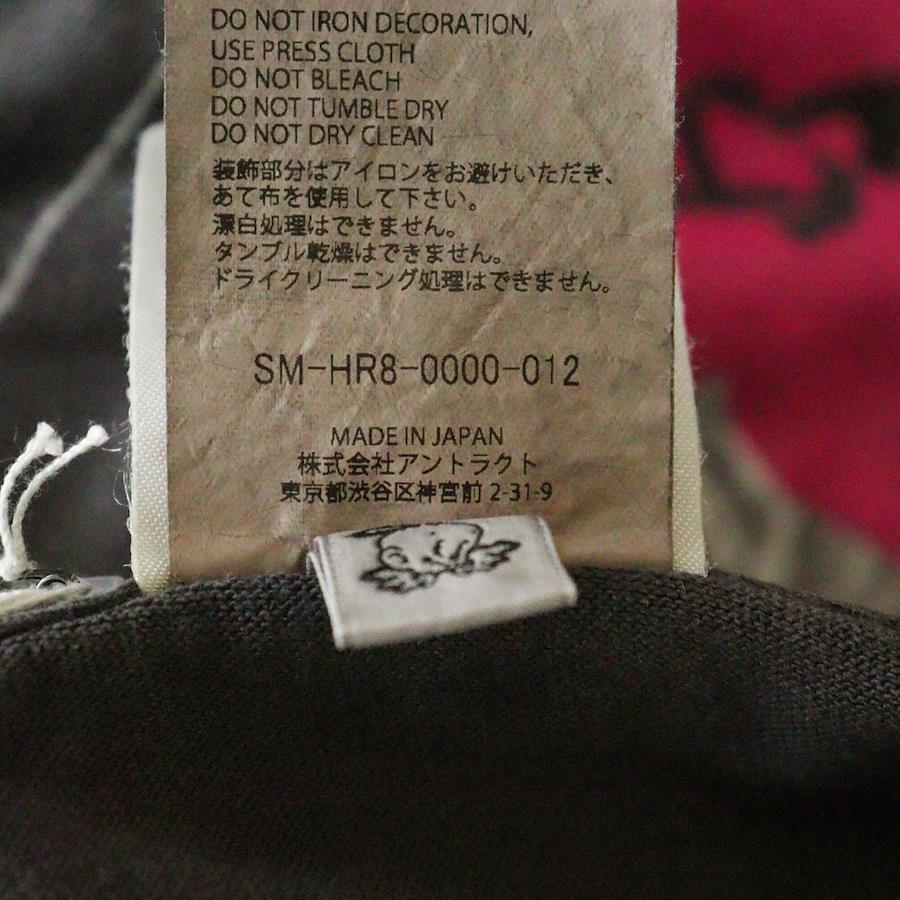 DO NOT IRON DECORATION,
USE PRESS CLOTH
DO NOT BLEACH
DO NOT TUMBLE DRY
DO NOT DRY CLEAN
装飾部分はアイロンをお避けいただき、
あて布を使用して下さい。
漂白処理はできません。
タンブル乾燥はできません。
ドライクリーニング処理はできません。
SM-HR8-0000-012
MADE IN JAPAN
株式会社アントラクト
東京都渋谷区神宮前 2-31-9